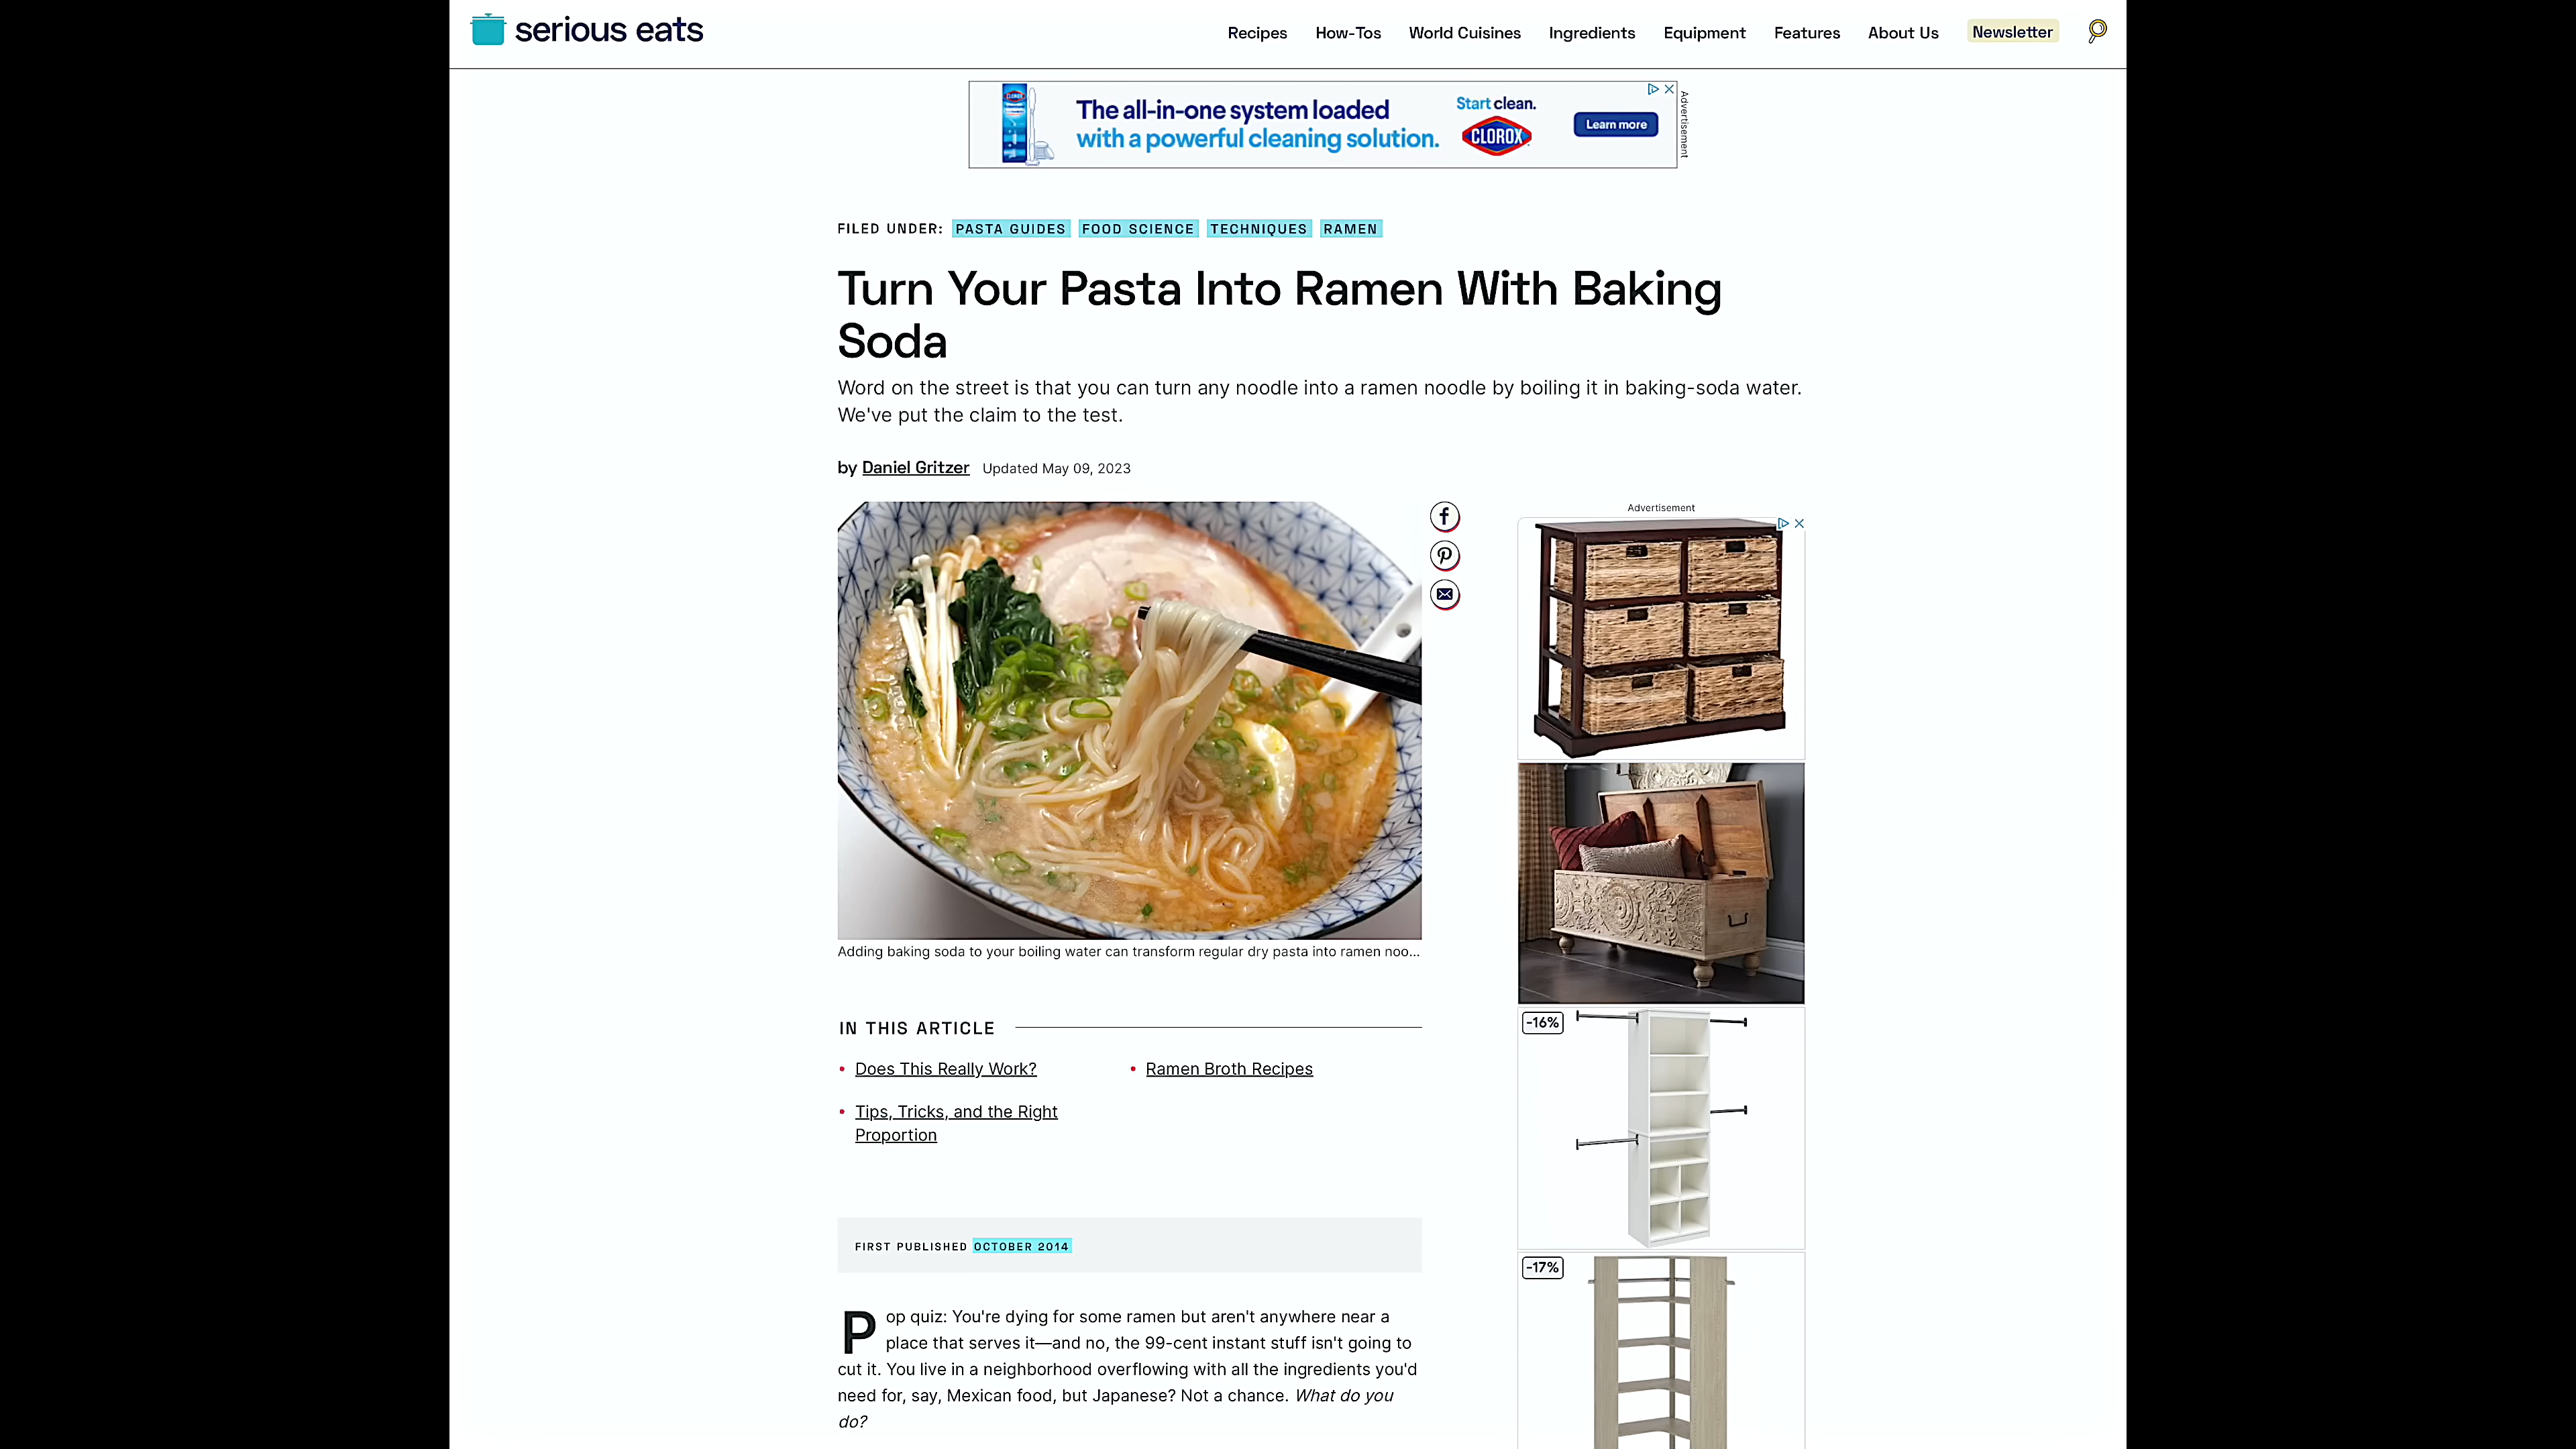 serious eats
Recipes How-Tos World Cuisines Ingredients Equipment Features About Us Newsletter
The all-in-one system loaded
with a powerful cleaning solution.
Start clean.
CLOROX
Learn more
Advertisement
CLOROX
FILED UNDER: PASTA GUIDES FOOD SCIENCE TECHNIQUES RAMEN
Turn Your Pasta Into Ramen With Baking
Soda
Word on the street is that you can turn any noodle into a ramen noodle by boiling it in baking-soda water.
We've put the claim to the test.
by Daniel Gritzer Updated May 09, 2023
Advertisement
Adding baking soda to your boiling water can transform regular dry pasta into ramen noo...
IN THIS ARTICLE
• Does This Really Work?
• Ramen Broth Recipes
• Tips, Tricks, and the Right
Proportion
-16%
FIRST PUBLISHED OCTOBER 2014
-17%
Pop quiz: You're dying for some ramen but aren't anywhere near a
place that serves it—and no, the 99-cent instant stuff isn't going to
cut it. You live in a neighborhood overflowing with all the ingredients you'd
need for, say, Mexican food, but Japanese? Not a chance. What do you
do?